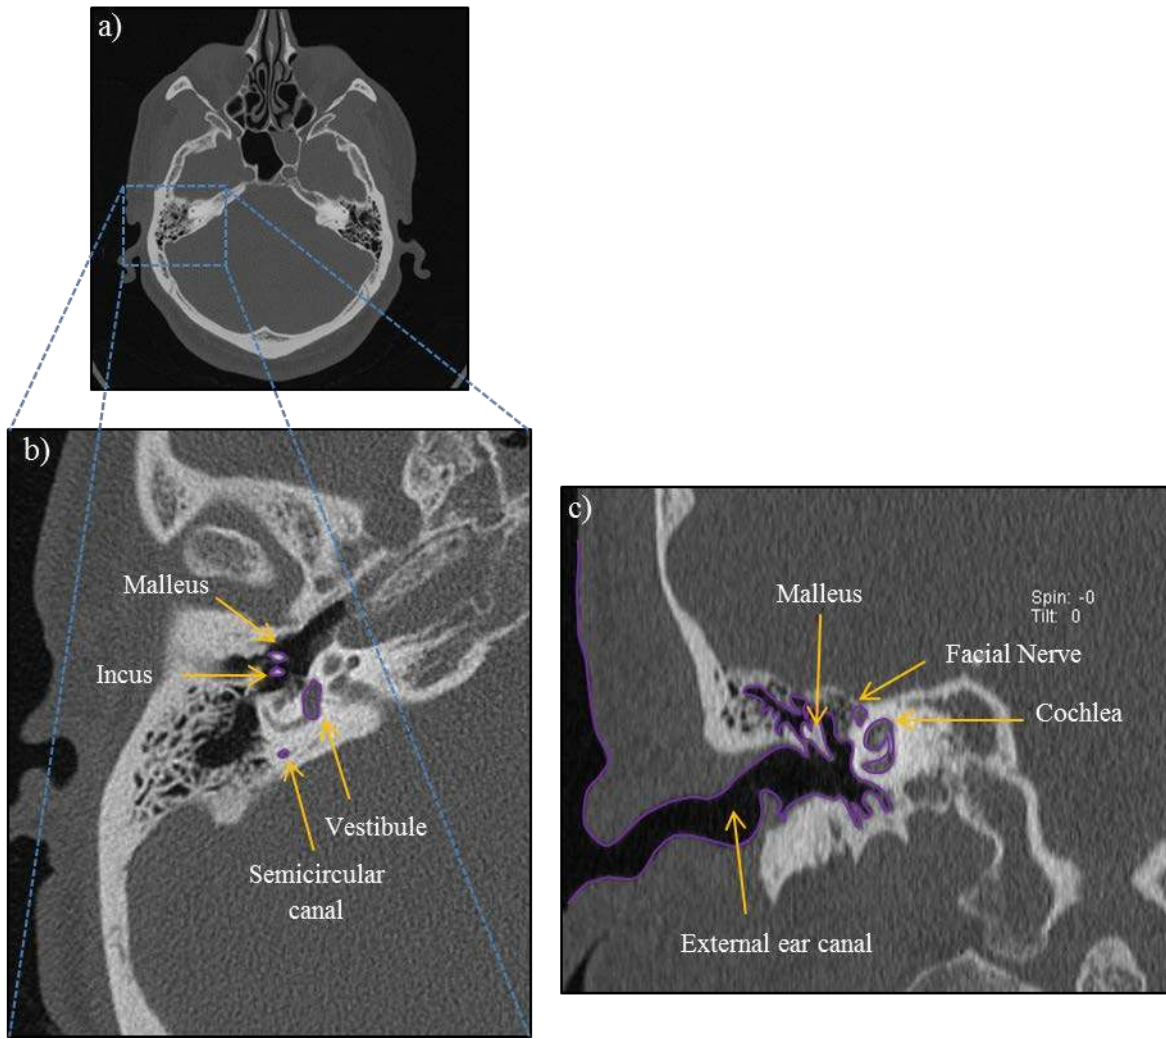 a)
b)
Malleus
Incus
Vestibule
Semicircular
canal
c)
Malleus
Spin: -0
Tilt: 0
Facial Nerve
Cochlea
External ear canal